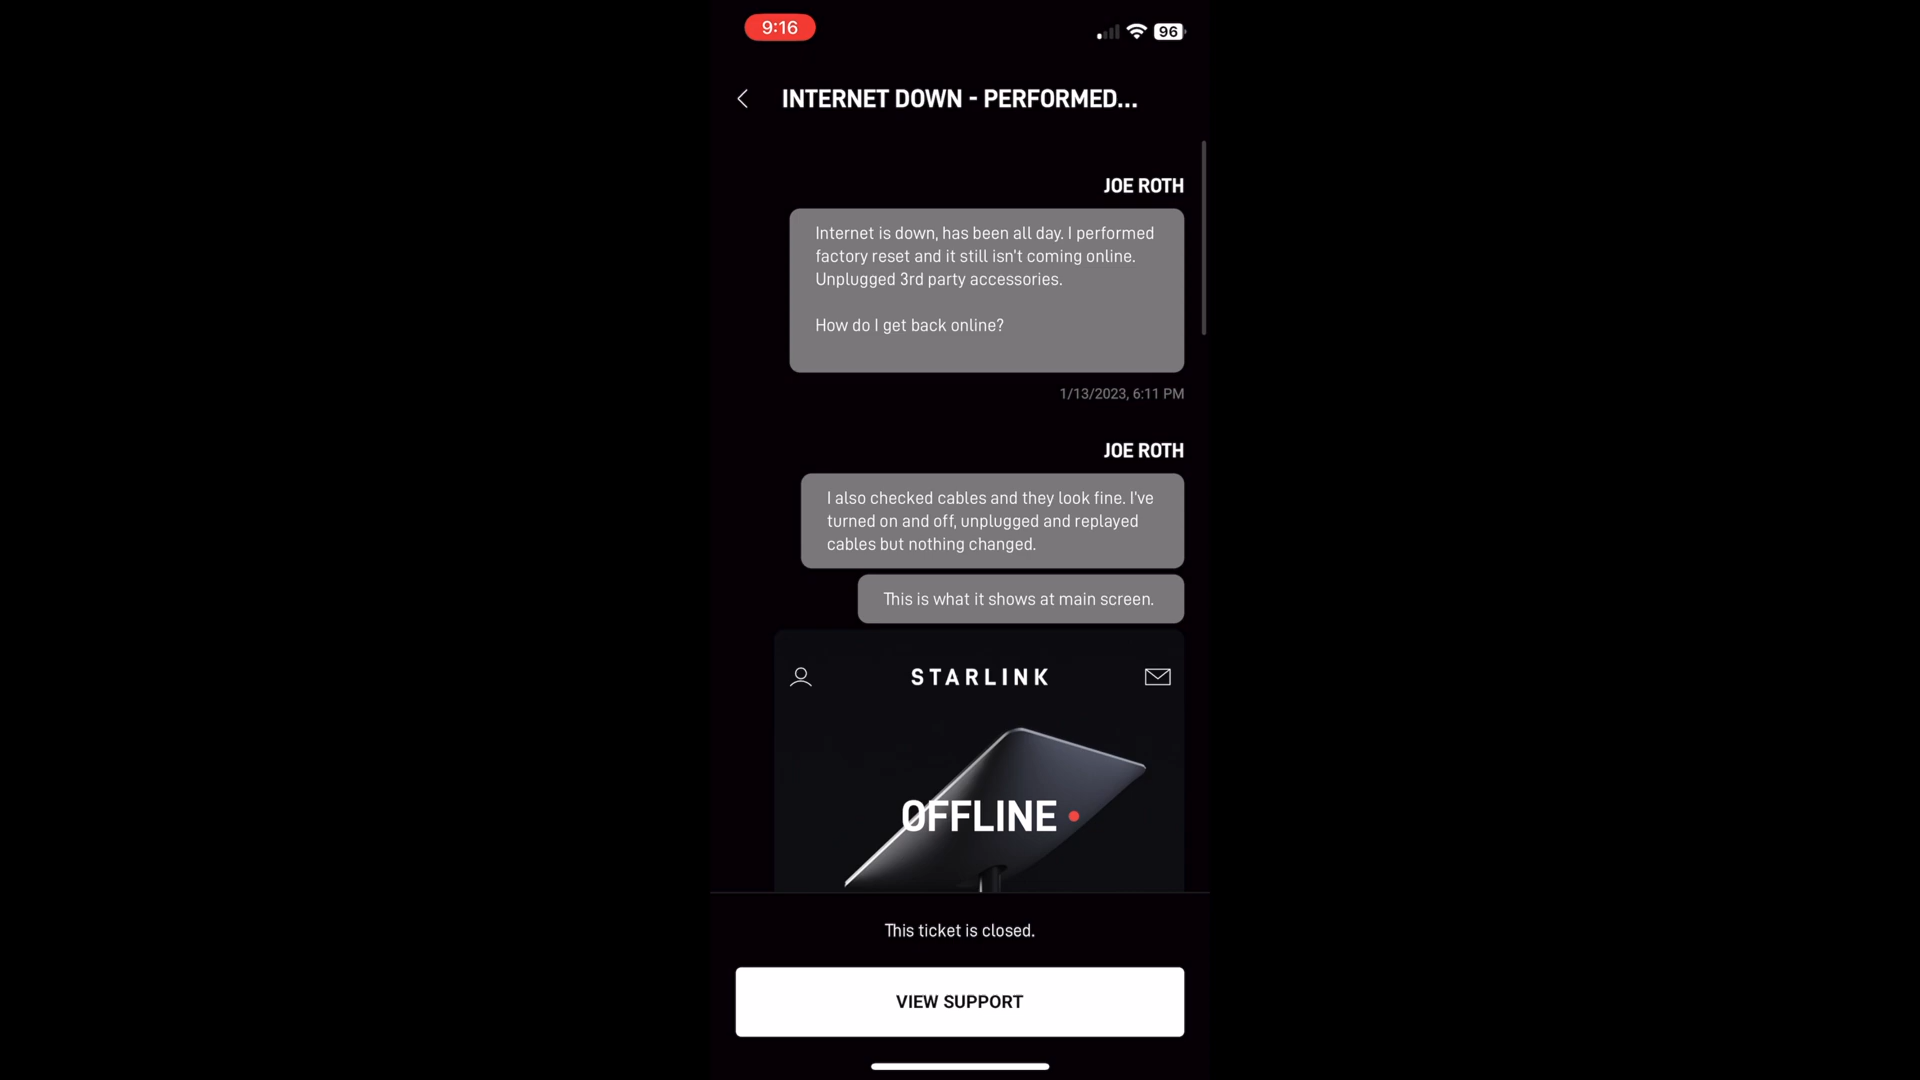 9:16
96
INTERNET DOWN - PERFORMED...
JOE ROTH
Internet is down, has been all day. I performed
factory reset and it still isn't coming online.
Unplugged 3rd party accessories.
How do I get back online?
1/13/2023, 6:11 PM
JOE ROTH
I also checked cables and they look fine. I've
turned on and off, unplugged and replayed
cables but nothing changed.
This is what it shows at main screen.
STARLINK
OFFLINE
This ticket is closed.
VIEW SUPPORT